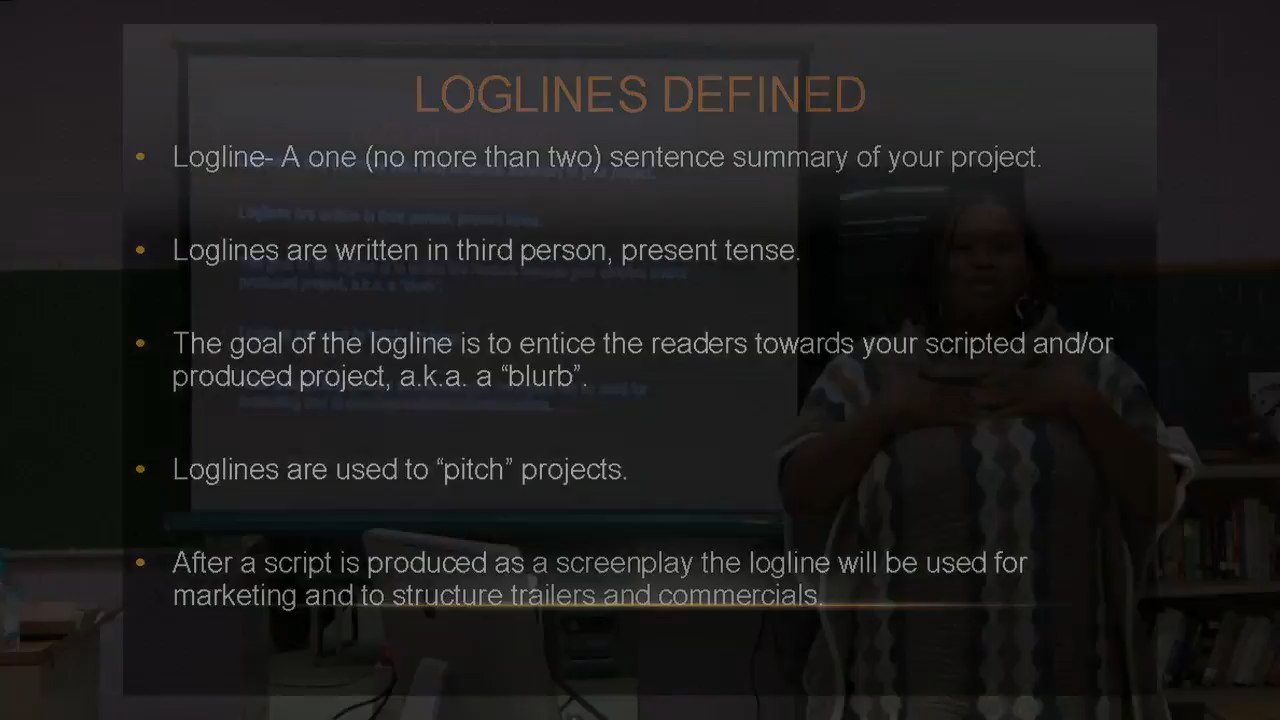 LOGLINES DEFINED
• Logline- A one (no more than two) sentence summary of your project.
• Loglines are written in third person, present tense.
• The goal of the logline is to entice the readers towards your scripted and/or
produced project, a.k.a. a “blurb”.
• Loglines are used to “pitch” projects.
• After a script is produced as a screenplay the logline will be used for
marketing and to structure trailers and commercials.